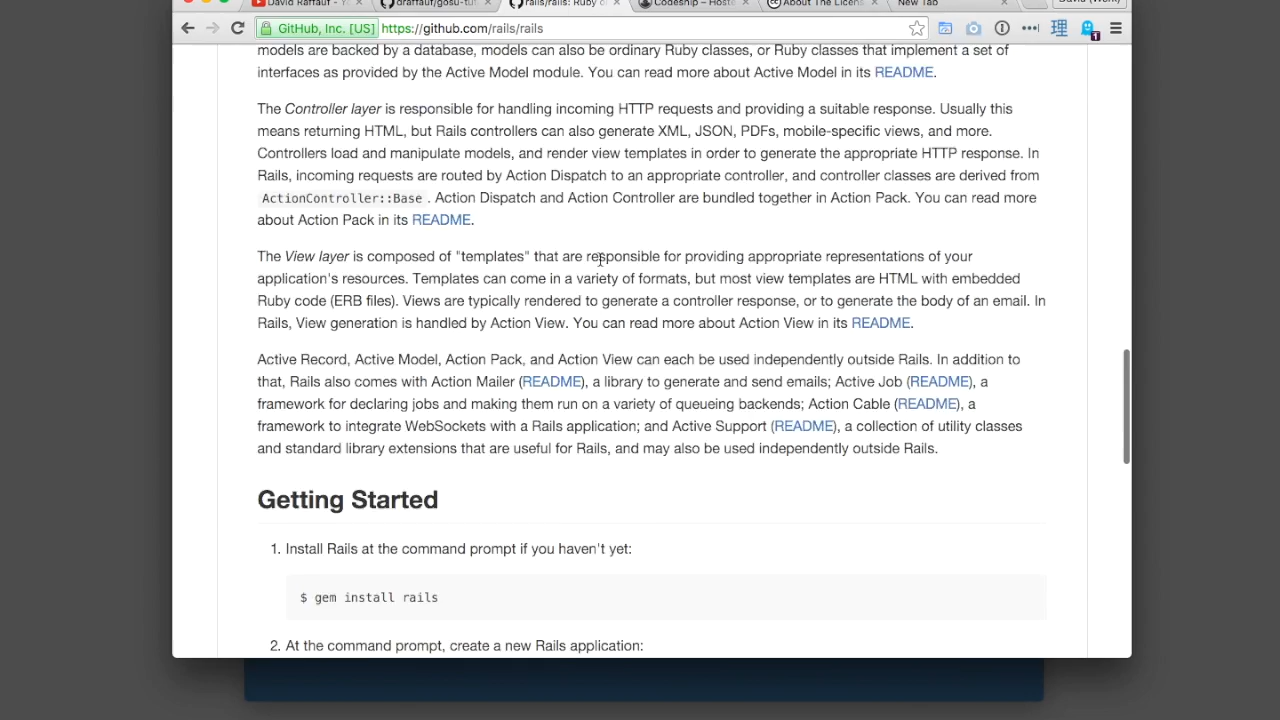 David Raffauf - Y
draffauf/gosu-tut
rails/rails: Ruby o
Codeship – Hoste
About The Licens
New Tab
David (Work)
GitHub, Inc. [US] https://github.com/rails/rails
理
1
models are backed by a database, models can also be ordinary Ruby classes, or Ruby classes that implement a set of
interfaces as provided by the Active Model module. You can read more about Active Model in its README.
The Controller layer is responsible for handling incoming HTTP requests and providing a suitable response. Usually this
means returning HTML, but Rails controllers can also generate XML, JSON, PDFs, mobile-specific views, and more.
Controllers load and manipulate models, and render view templates in order to generate the appropriate HTTP response. In
Rails, incoming requests are routed by Action Dispatch to an appropriate controller, and controller classes are derived from
ActionController::Base . Action Dispatch and Action Controller are bundled together in Action Pack. You can read more
about Action Pack in its README.
The View layer is composed of "templates" that are responsible for providing appropriate representations of your
application's resources. Templates can come in a variety of formats, but most view templates are HTML with embedded
Ruby code (ERB files). Views are typically rendered to generate a controller response, or to generate the body of an email. In
Rails, View generation is handled by Action View. You can read more about Action View in its README.
Active Record, Active Model, Action Pack, and Action View can each be used independently outside Rails. In addition to
that, Rails also comes with Action Mailer (README), a library to generate and send emails; Active Job (README), a
framework for declaring jobs and making them run on a variety of queueing backends; Action Cable (README), a
framework to integrate WebSockets with a Rails application; and Active Support (README), a collection of utility classes
and standard library extensions that are useful for Rails, and may also be used independently outside Rails.
Getting Started
1. Install Rails at the command prompt if you haven't yet:
$ gem install rails
2. At the command prompt, create a new Rails application: